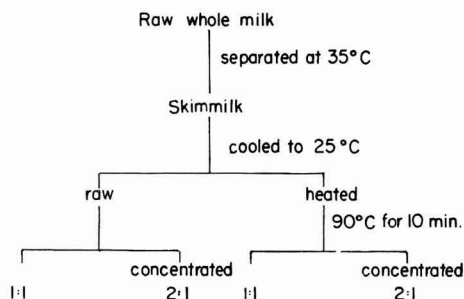 Raw whole milk
separated at 35°C
Skimmilk
cooled to 25°C
raw heated
90°C for 10 min.
concentrated concentrated
1:1 2:1 1:1 2:1